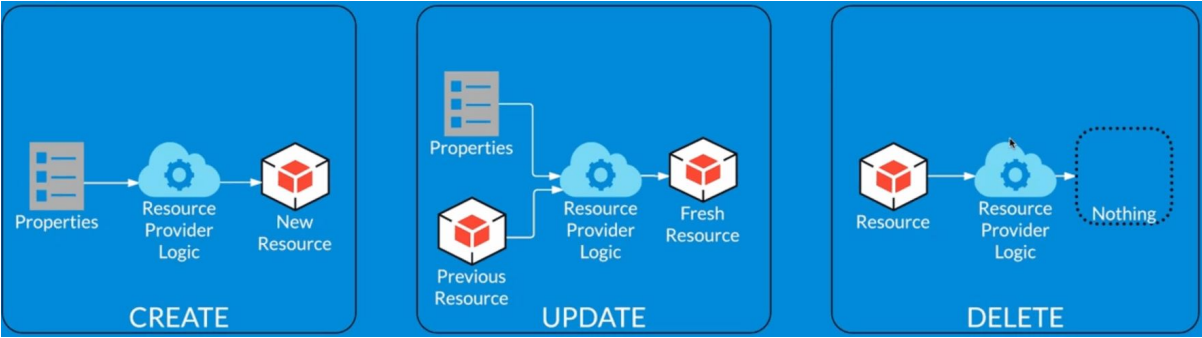 Properties
Resource
Provider
Logic
New
Resource
CREATE
Properties
Previous
Resource
Resource
Provider
Logic
Fresh
Resource
UPDATE
Resource
Resource
Provider
Logic
Nothing
DELETE